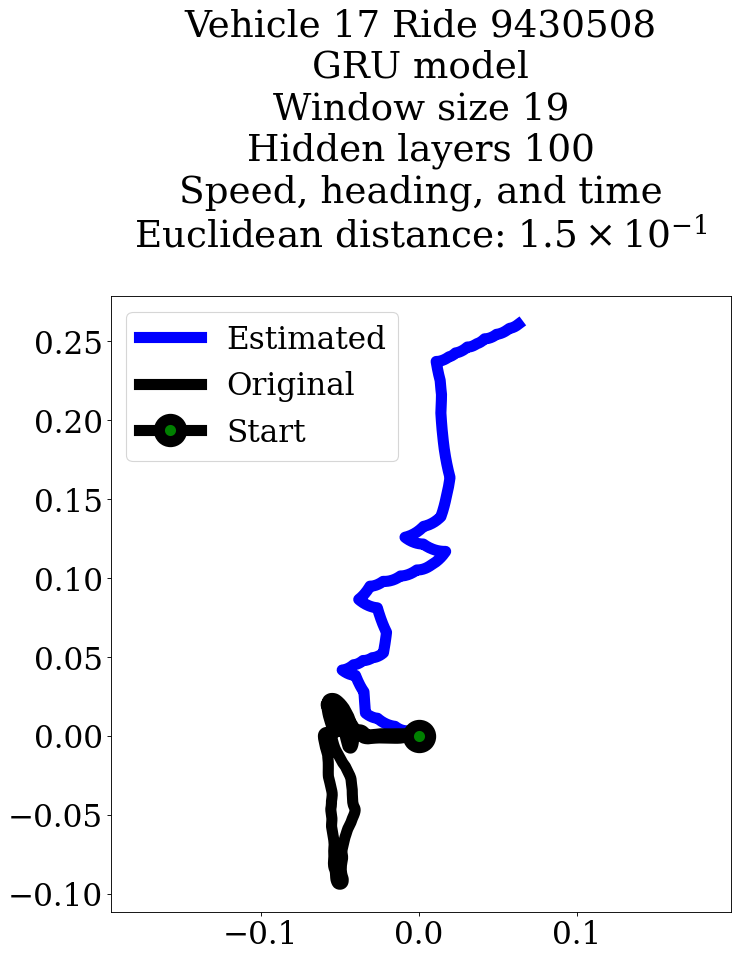 Vehicle 17 Ride 9430508
GRU model
Window size 19
Hidden layers 100
Speed, heading, and time
Euclidean distance: 1.5 × 10⁻¹
Estimated
Original
Start
0.25
0.20
0.15
0.10
0.05
0.00
−0.05
−0.10
−0.1 0.0 0.1